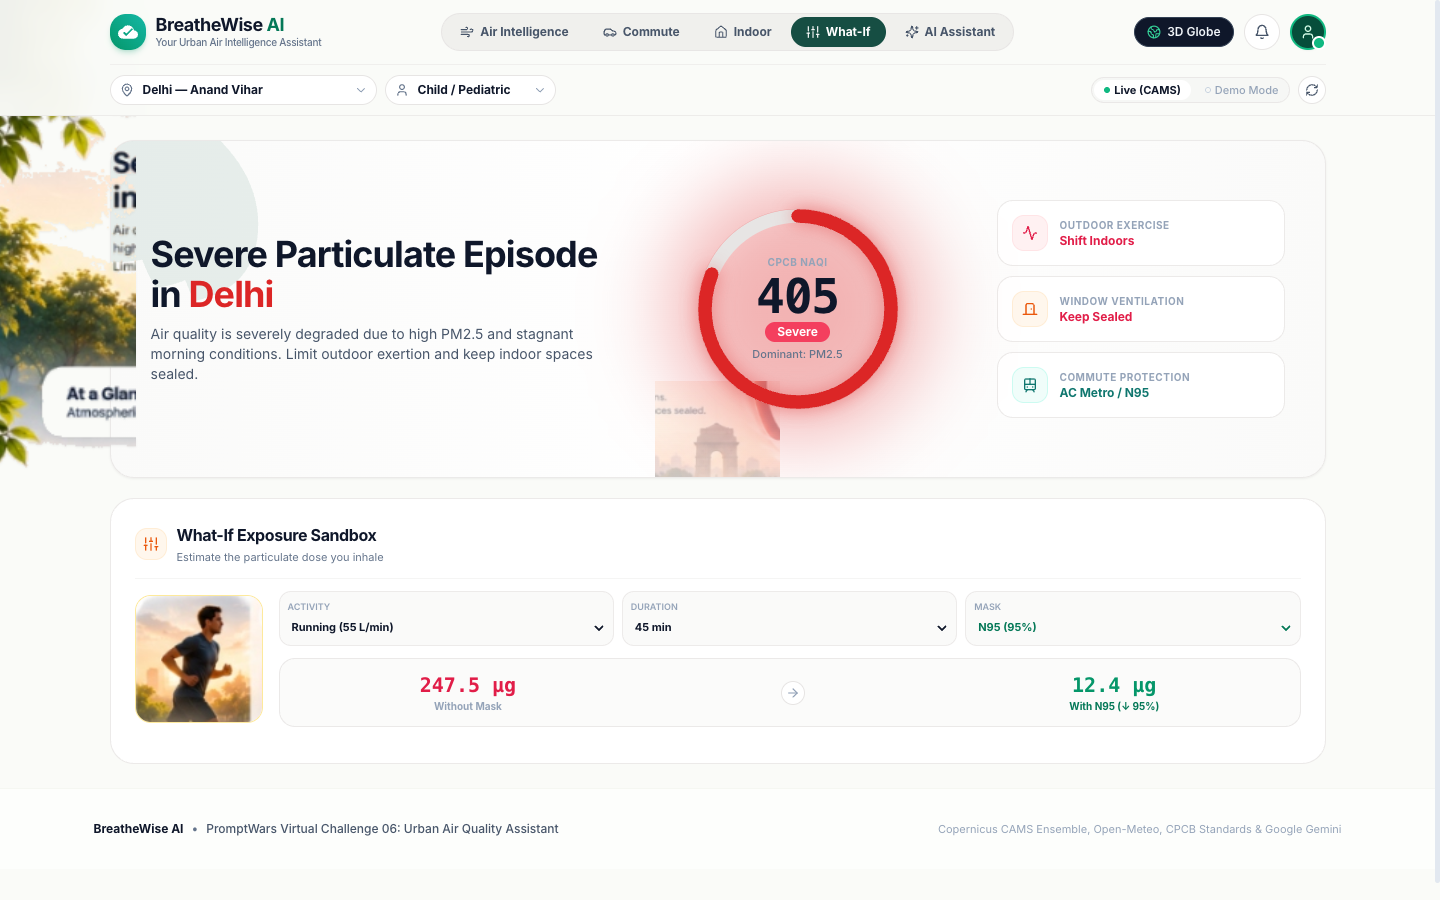 BreatheWise AI
Your Urban Air Intelligence Assistant
Air Intelligence
Commute
Indoor
What-If
AI Assistant
3D Globe
Delhi — Anand Vihar
Child / Pediatric
Live (CAMS)
Demo Mode
At a Glan
Severe Particulate Episode
in Delhi
Air quality is severely degraded due to high PM2.5 and stagnant
morning conditions. Limit outdoor exertion and keep indoor spaces
sealed.
CPCB NAQI
405
Severe
Dominant: PM2.5
ces sealed.
OUTDOOR EXERCISE
Shift Indoors
WINDOW VENTILATION
Keep Sealed
COMMUTE PROTECTION
AC Metro / N95
What-If Exposure Sandbox
Estimate the particulate dose you inhale
ACTIVITY
Running (55 L/min)
DURATION
45 min
MASK
N95 (95%)
247.5 µg
Without Mask
12.4 µg
With N95 (↓ 95%)
BreatheWise AI • PromptWars Virtual Challenge 06: Urban Air Quality Assistant
Copernicus CAMS Ensemble, Open-Meteo, CPCB Standards & Google Gemini